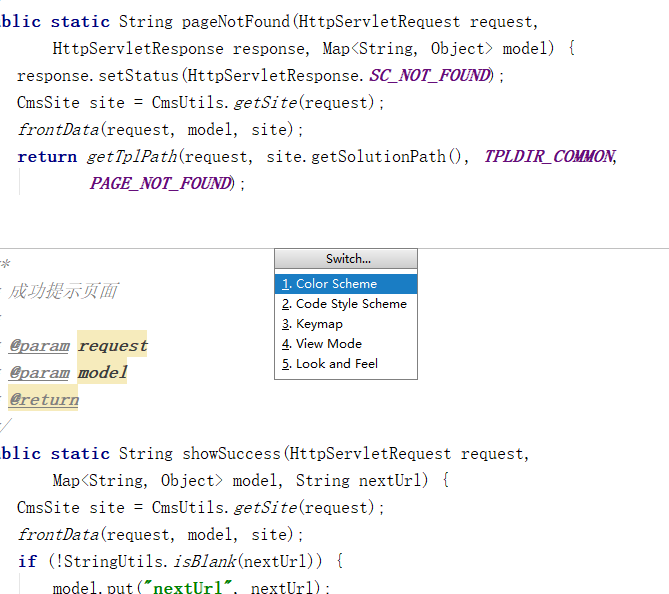 blic static String pageNotFound(HttpServletRequest request,
HttpServletResponse response, Map<String, Object> model) {
response.setStatus(HttpServletResponse.SC_NOT_FOUND);
CmsSite site = CmsUtils.getSite(request);
frontData(request, model, site);
return getTplPath(request, site.getSolutionPath(), TPLDIR_COMMON,
PAGE_NOT_FOUND);
*
成功提示页面
@param request
@param model
@return
/
Switch...
1. Color Scheme
2. Code Style Scheme
3. Keymap
4. View Mode
5. Look and Feel
blic static String showSuccess(HttpServletRequest request,
Map<String, Object> model, String nextUrl) {
CmsSite site = CmsUtils.getSite(request);
frontData(request, model, site);
if (!StringUtils.isBlank(nextUrl)) {
model.put("nextUrl", nextUrl);